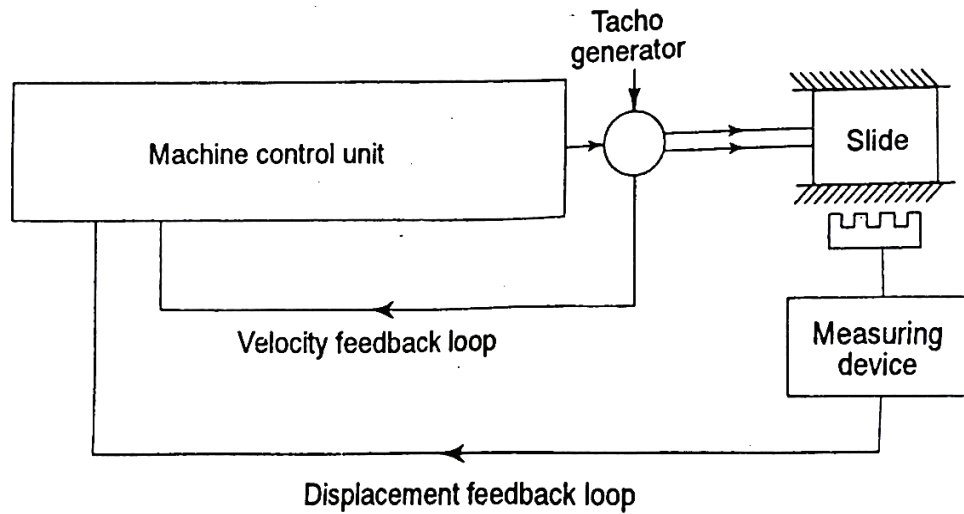 Tacho
generator
Machine control unit
Slide
Velocity feedback loop
Measuring
device
Displacement feedback loop